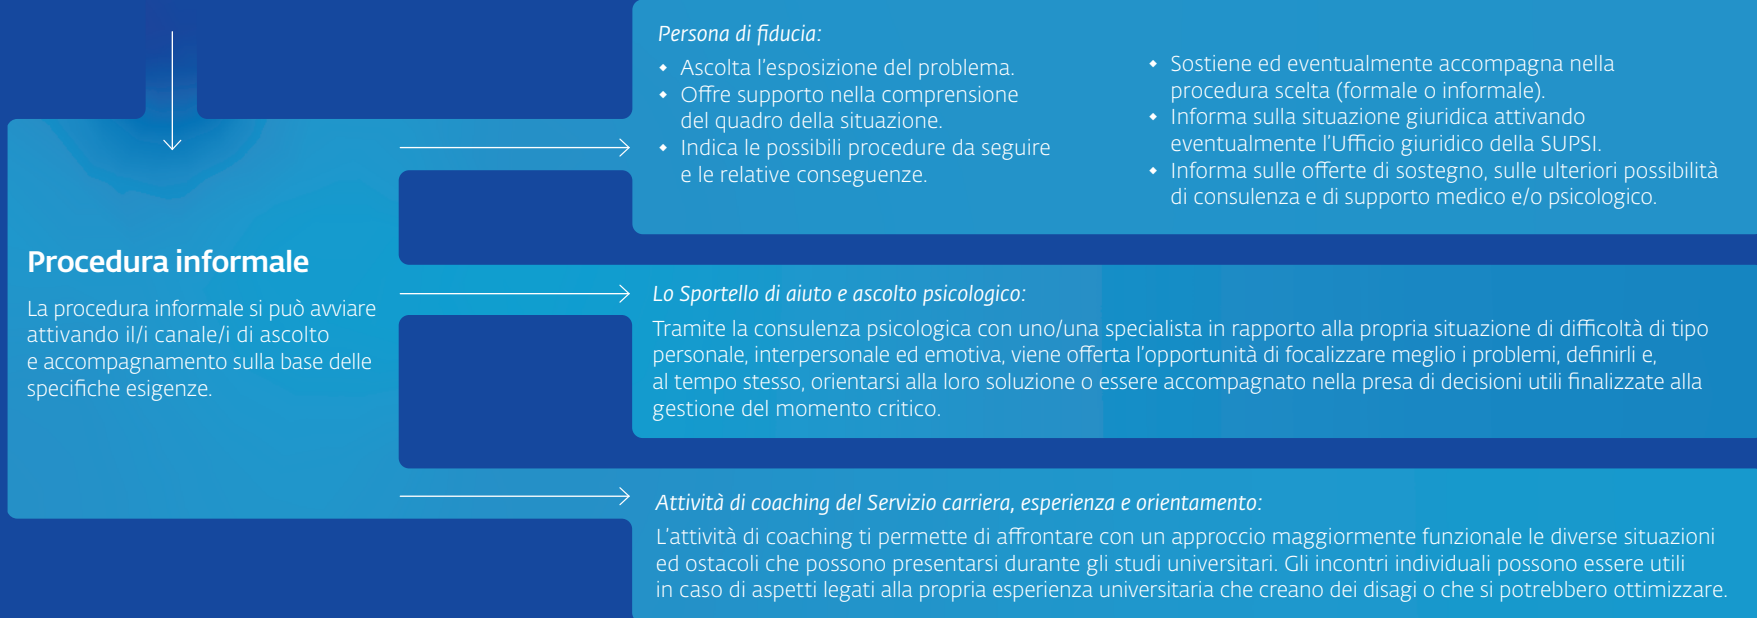 Procedura informale
La procedura informale si può avviare
attivando il/i canale/i di ascolto
e accompagnamento sulla base delle
specifiche esigenze.
Persona di fiducia:
◆ Ascolta l'esposizione del problema.
◆ Offre supporto nella comprensione
del quadro della situazione.
◆ Indica le possibili procedure da seguire
e le relative conseguenze.
◆ Sostiene ed eventualmente accompagna nella
procedura scelta (formale o informale).
◆ Informa sulla situazione giuridica attivando
eventualmente l'Ufficio giuridico della SUPSI.
◆ Informa sulle offerte di sostegno, sulle ulteriori possibilità
di consulenza e di supporto medico e/o psicologico.
Lo Sportello di aiuto e ascolto psicologico:
Tramite la consulenza psicologica con uno/una specialista in rapporto alla propria situazione di difficoltà di tipo
personale, interpersonale ed emotiva, viene offerta l'opportunità di focalizzare meglio i problemi, definirli e,
al tempo stesso, orientarsi alla loro soluzione o essere accompagnato nella presa di decisioni utili finalizzate alla
gestione del momento critico.
Attività di coaching del Servizio carriera, esperienza e orientamento:
L'attività di coaching ti permette di affrontare con un approccio maggiormente funzionale le diverse situazioni
ed ostacoli che possono presentarsi durante gli studi universitari. Gli incontri individuali possono essere utili
in caso di aspetti legati alla propria esperienza universitaria che creano dei disagi o che si potrebbero ottimizzare.